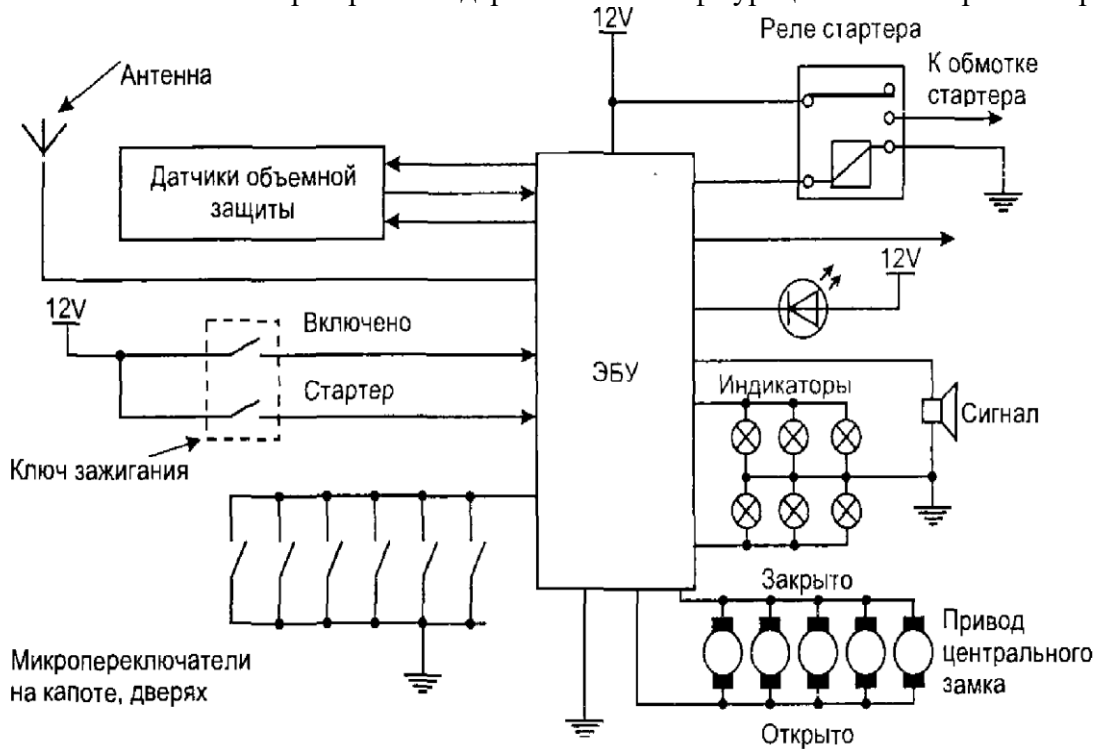 12V
Реле стартера
Антенна
К обмотке
стартера
Датчики объемной
защиты
12V
12V
Включено
ЭБУ
Стартер
Индикаторы
Сигнал
Ключ зажигания
Закрыто
Привод
центрального
замка
Микропереключатели
на капоте, дверях
Открыто